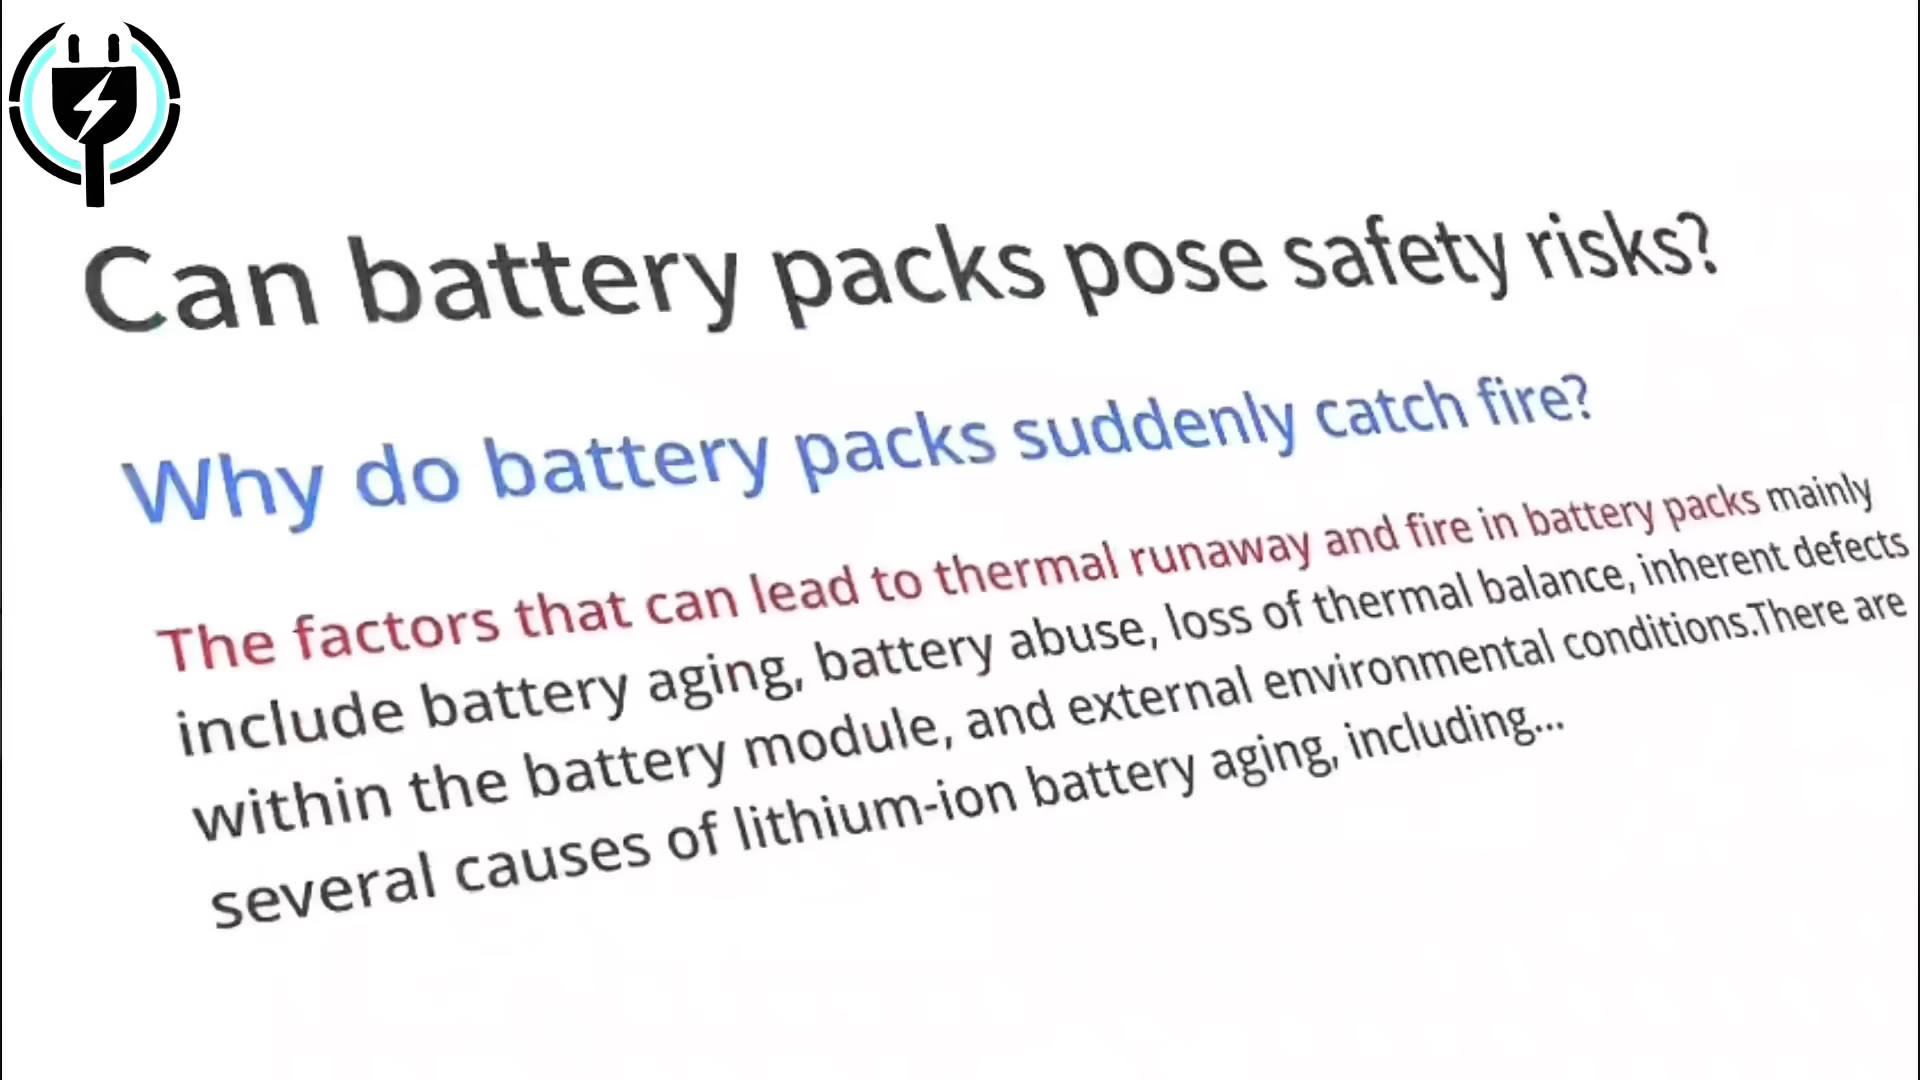 Can battery packs pose safety risks?
Why do battery packs suddenly catch fire?
The factors that can lead to thermal runaway and fire in battery packs mainly
include battery aging, battery abuse, loss of thermal balance, inherent defects
within the battery module, and external environmental conditions.There are
several causes of lithium-ion battery aging, including...